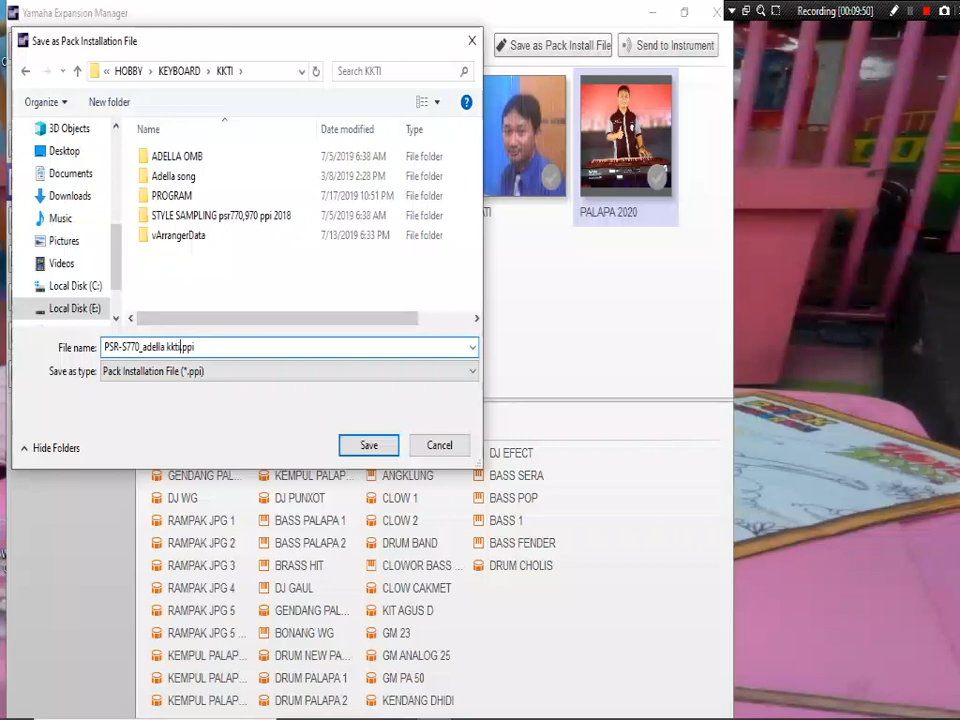 Yamaha Expansion Manager
Recording [00:09:50]
Save as Pack Installation File
Save as Pack Install File
Send to Instrument
« HOBBY > KEYBOARD > KKTI >
Search KKTI
Organize
New folder
Name
Date modified
Type
3D Objects
Desktop
Documents
Downloads
Music
Pictures
Videos
Local Disk (C:)
Local Disk (E:)
ADELLA OMB 7/5/2019 6:38 AM File folder
Adella song 3/8/2019 2:28 PM File folder
PROGRAM 7/17/2019 10:51 PM File folder
STYLE SAMPLING psr770,970 ppi 2018 7/5/2019 6:38 AM File folder
vArrangerData 7/13/2019 6:33 PM File folder
PALAPA 2020
File name: PSR-S770_adella kkti.ppi
Save as type: Pack Installation File (*.ppi)
Hide Folders
Save
Cancel
DJ EFECT
GENDANG PAL... KEMPUL PALAP... ANGKLUNG BASS SERA
DJ WG DJ PUNXOT CLOW 1 BASS POP
RAMPAK JPG 1 BASS PALAPA 1 CLOW 2 BASS 1
RAMPAK JPG 2 BASS PALAPA 2 DRUM BAND BASS FENDER
RAMPAK JPG 3 BRASS HIT CLOWOR BASS ... DRUM CHOLIS
RAMPAK JPG 4 DJ GAUL CLOW CAKMET
RAMPAK JPG 5 GENDANG PAL... KIT AGUS D
RAMPAK JPG 5 ... BONANG WG GM 23
KEMPUL PALAP... DRUM NEW PA... GM ANALOG 25
KEMPUL PALAP... DRUM PALAPA 1 GM PA 50
KEMPUL PALAP... DRUM PALAPA 2 KENDANG DHIDI